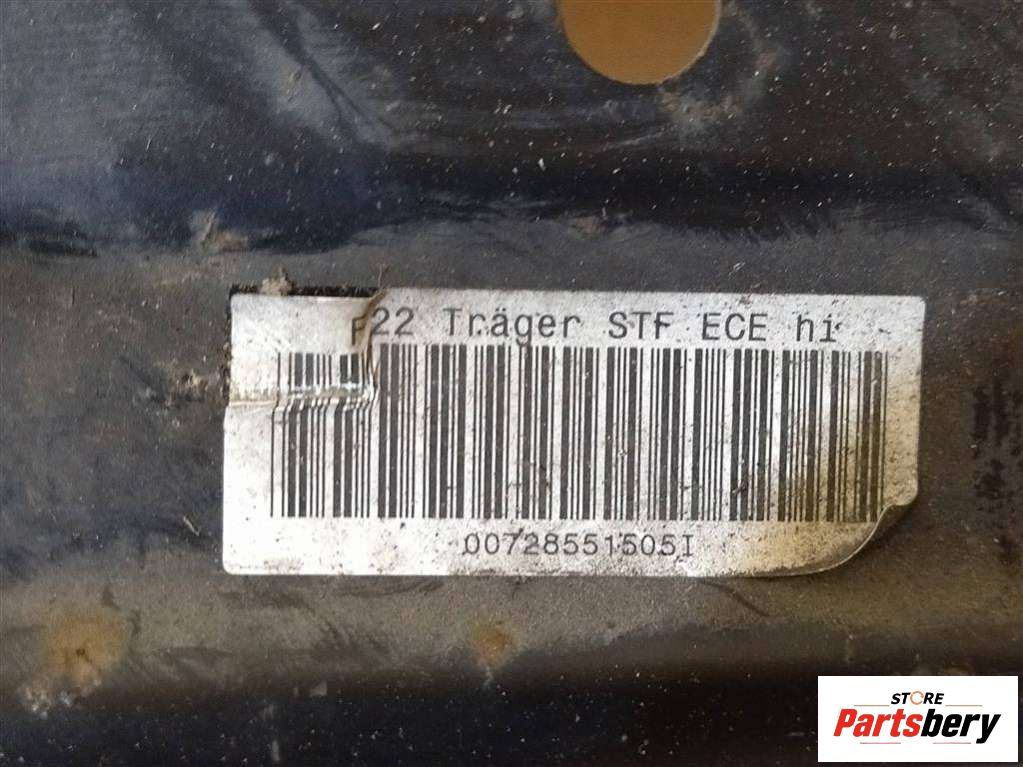 F22 Träger STF ECE hi
00728551505I
STORE
Partsbery